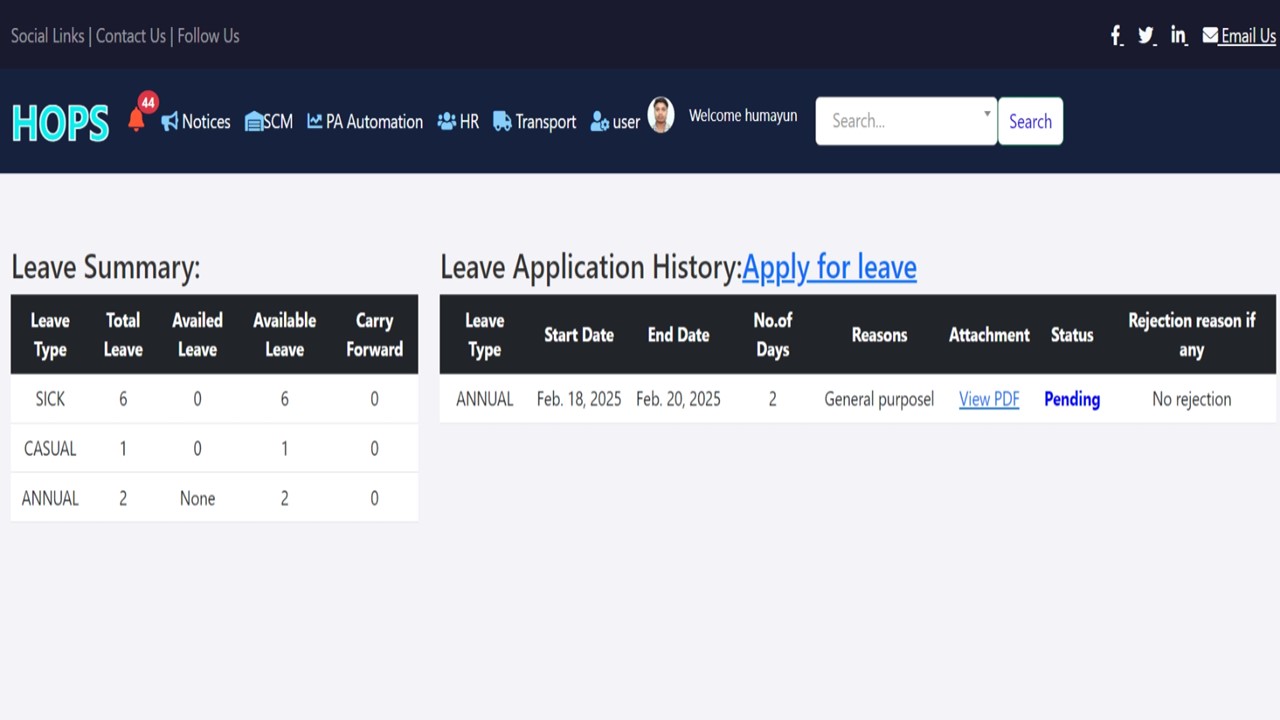 Social Links | Contact Us | Follow Us
Email Us
HOPS 44 Notices SCM PA Automation HR Transport user Welcome humayun Search... Search
Leave Summary:
Leave Type Total Leave Availed Leave Available Leave Carry Forward
SICK 6 0 6 0
CASUAL 1 0 1 0
ANNUAL 2 None 2 0
Leave Application History:Apply for leave
Leave Type Start Date End Date No.of Days Reasons Attachment Status Rejection reason if any
ANNUAL Feb. 18, 2025 Feb. 20, 2025 2 General purposel View PDF Pending No rejection